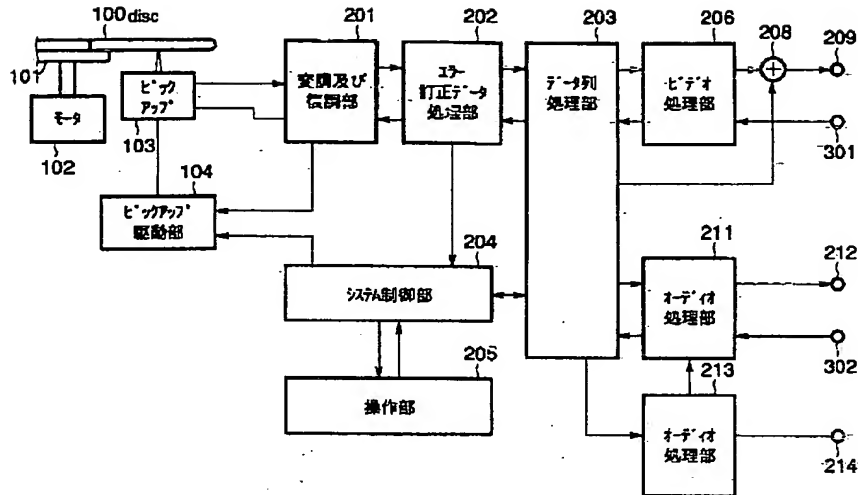 100 disc
201
202
203
206
208
209
101
モータ
102
ピック
アップ
103
変調及び
復調部
エラー
訂正データ
処理部
データ列
処理部
ビデオ
処理部
301
104
ピックアップ
駆動部
204
システム制御部
205
操作部
211
オーディオ
処理部
212
302
213
オーディオ
処理部
214